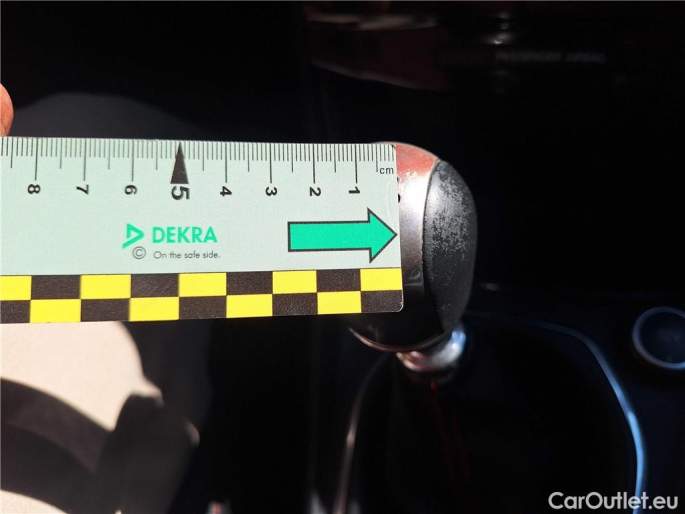 8 7 6 5 4 3 2 1 cm
DEKRA
© On the safe side.
CarOutlet.eu